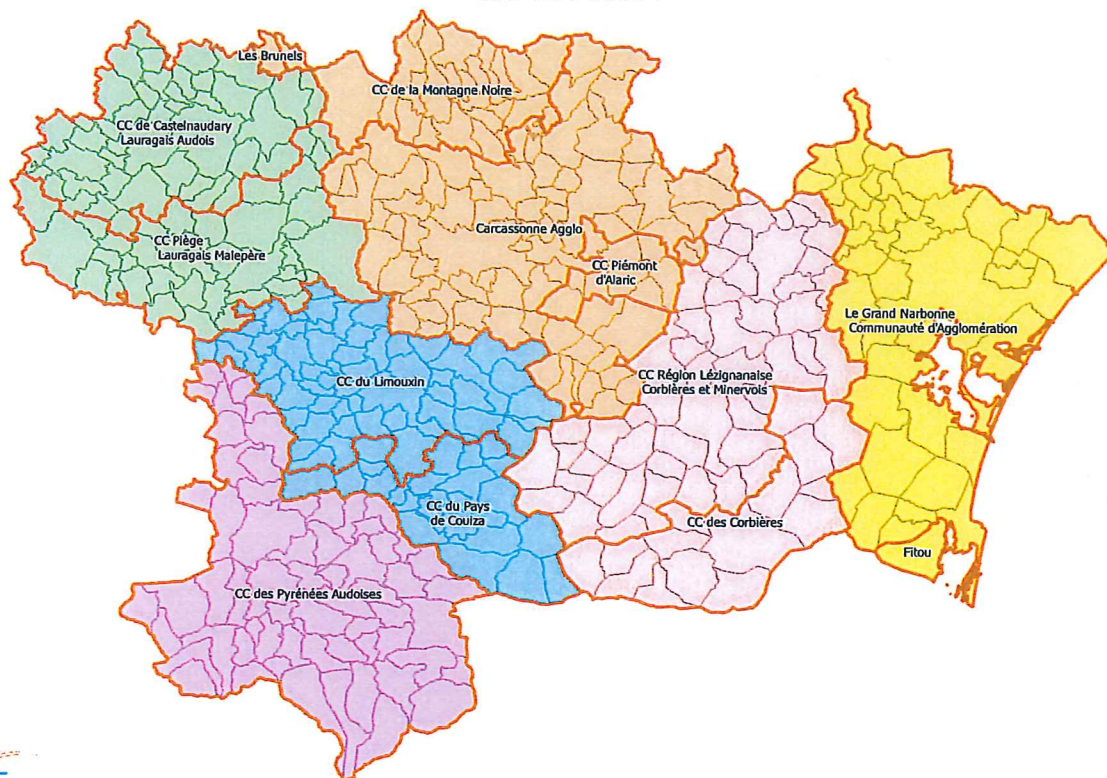 Les Brunels
CC de la Montagne Noire
CC de Castelnaudary
Lauragais Audois
Carcassonne Agglo
CC Piège
Lauragais Malepère
CC Piémont
d'Alaric
Le Grand Narbonne
Communauté d'Agglomération
CC du Limouxin
CC Région Lézignanaise
Corbières et Minervois
CC du Pays
de Couiza
CC des Corbières
Fitou
CC des Pyrénées Audoises